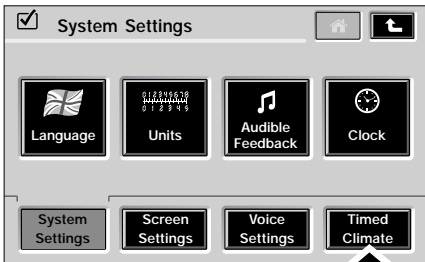 System Settings
Language
Units
Audible
Feedback
Clock
System
Settings
Screen
Settings
Voice
Settings
Timed
Climate